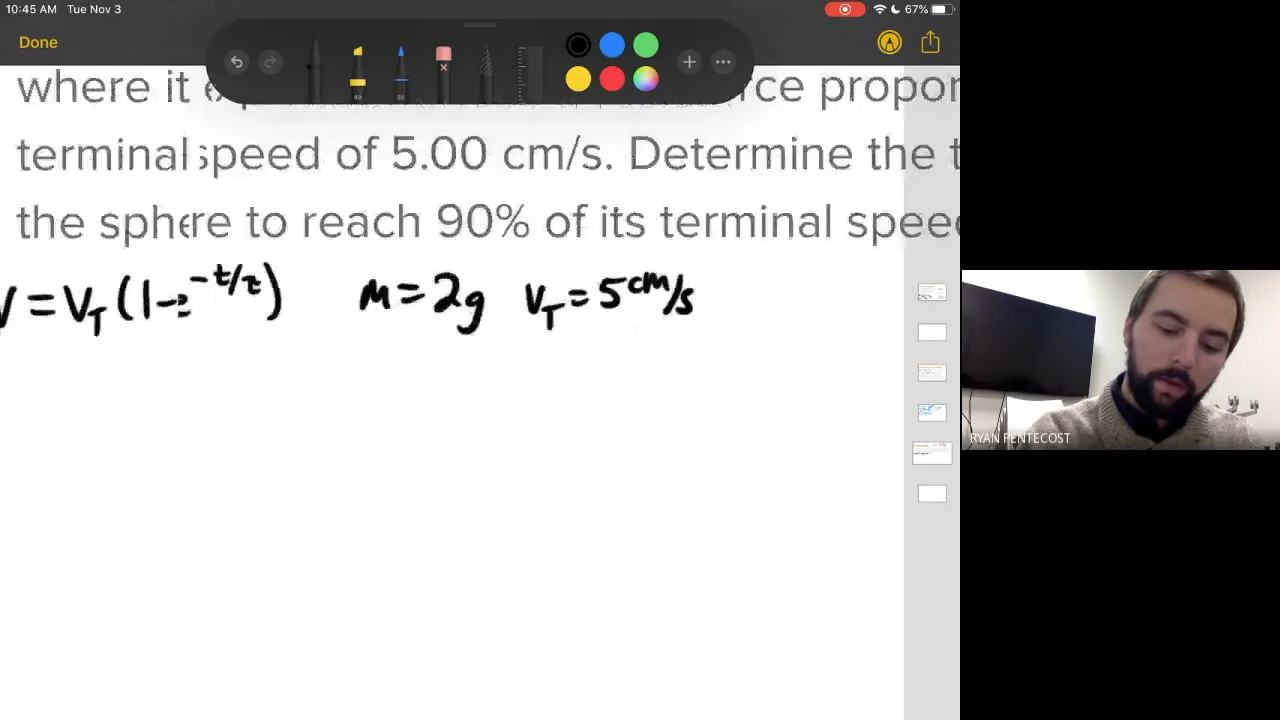 10:45 AM Tue Nov 3 67%
Done
where it rce propor
terminal speed of 5.00 cm/s. Determine the t
the sphere to reach 90% of its terminal spee
V = V_T (1-e^{-t/τ}) m = 2g V_T = 5 cm/s
RYAN PENTECOST